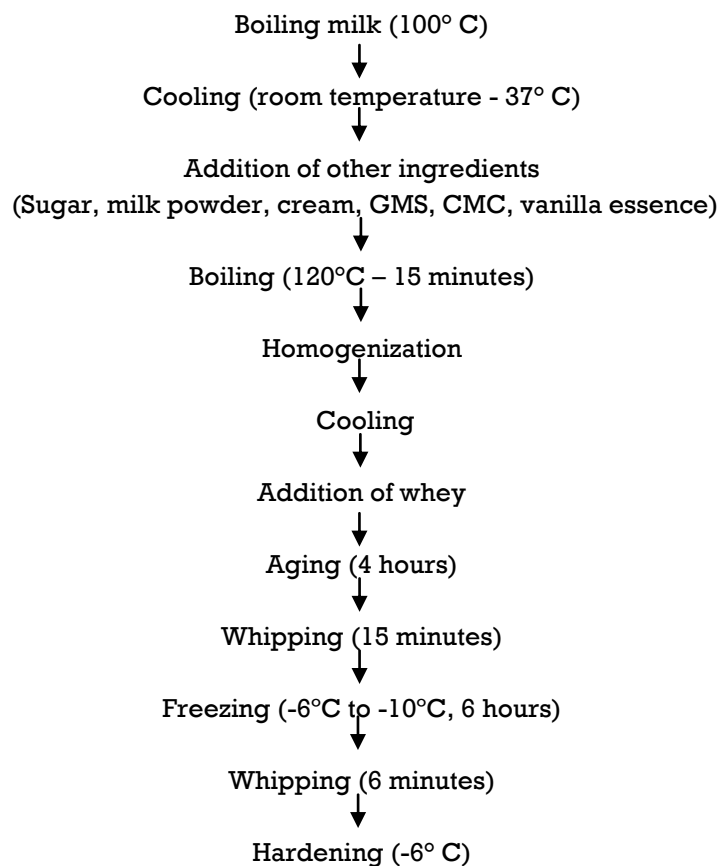 Boiling milk (100° C)
Cooling (room temperature - 37° C)
Addition of other ingredients
(Sugar, milk powder, cream, GMS, CMC, vanilla essence)
Boiling (120°C – 15 minutes)
Homogenization
Cooling
Addition of whey
Aging (4 hours)
Whipping (15 minutes)
Freezing (-6°C to -10°C, 6 hours)
Whipping (6 minutes)
Hardening (-6° C)